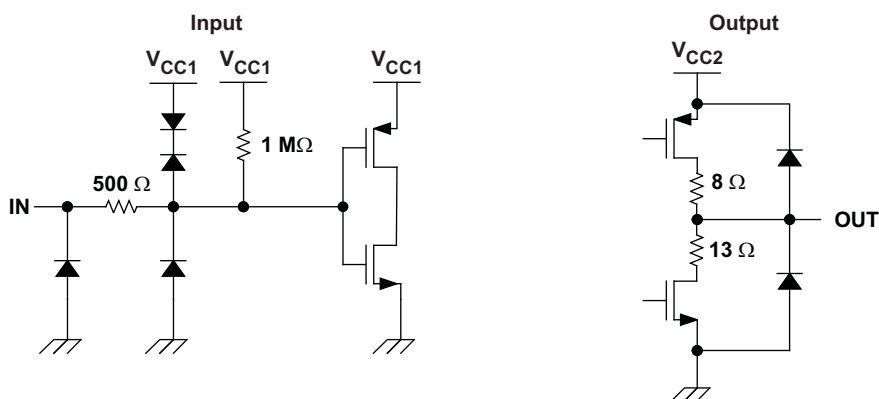 Input
Output
VCC1
VCC1
VCC1
VCC2
1 MΩ
500 Ω
IN
8 Ω
OUT
13 Ω